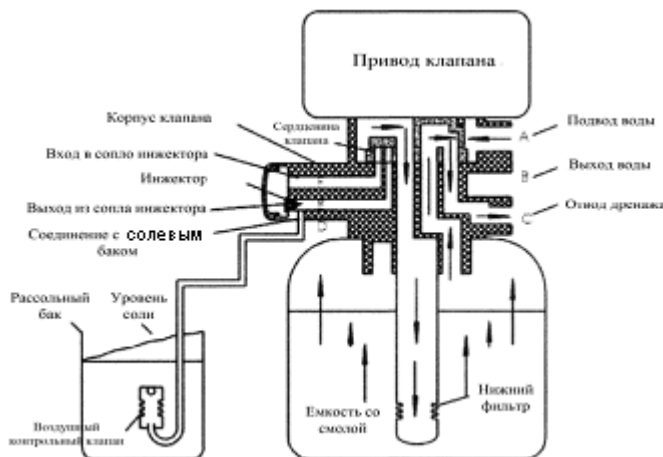 Привод клапана
Корпус клапана
Сердцевина
клапана
Подвод воды
A
Вход в сопло инжектора
Выход воды
B
Инжектор
Отвод дренажа
C
Выход из сопла инжектора
D
Соединение с солевым
баком
Рассольный
бак
Уровень
соли
Воздушный
контрольный клапан
Емкость со
смолой
Нижний
фильтр